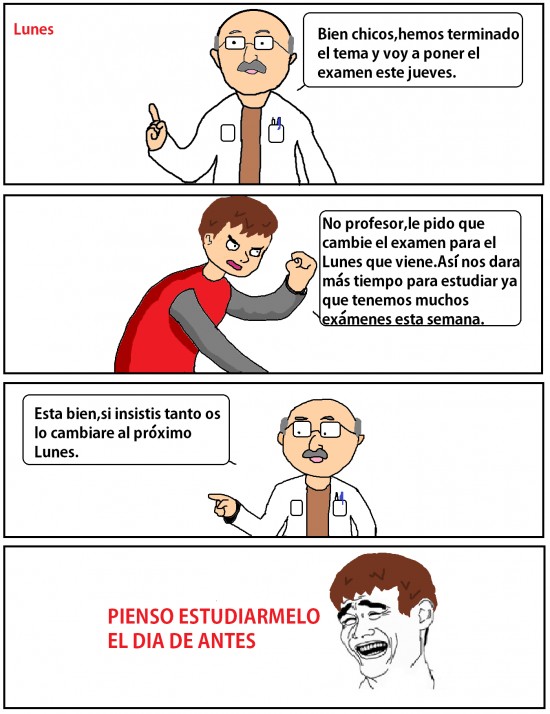 Lunes
Bien chicos,hemos terminado
el tema y voy a poner el
examen este jueves.
No profesor,le pido que
cambie el examen para el
Lunes que viene.Así nos dara
más tiempo para estudiar ya
que tenemos muchos
exámenes esta semana.
Esta bien,si insistis tanto os
lo cambiare al próximo
Lunes.
PIENSO ESTUDIARMELO
EL DIA DE ANTES